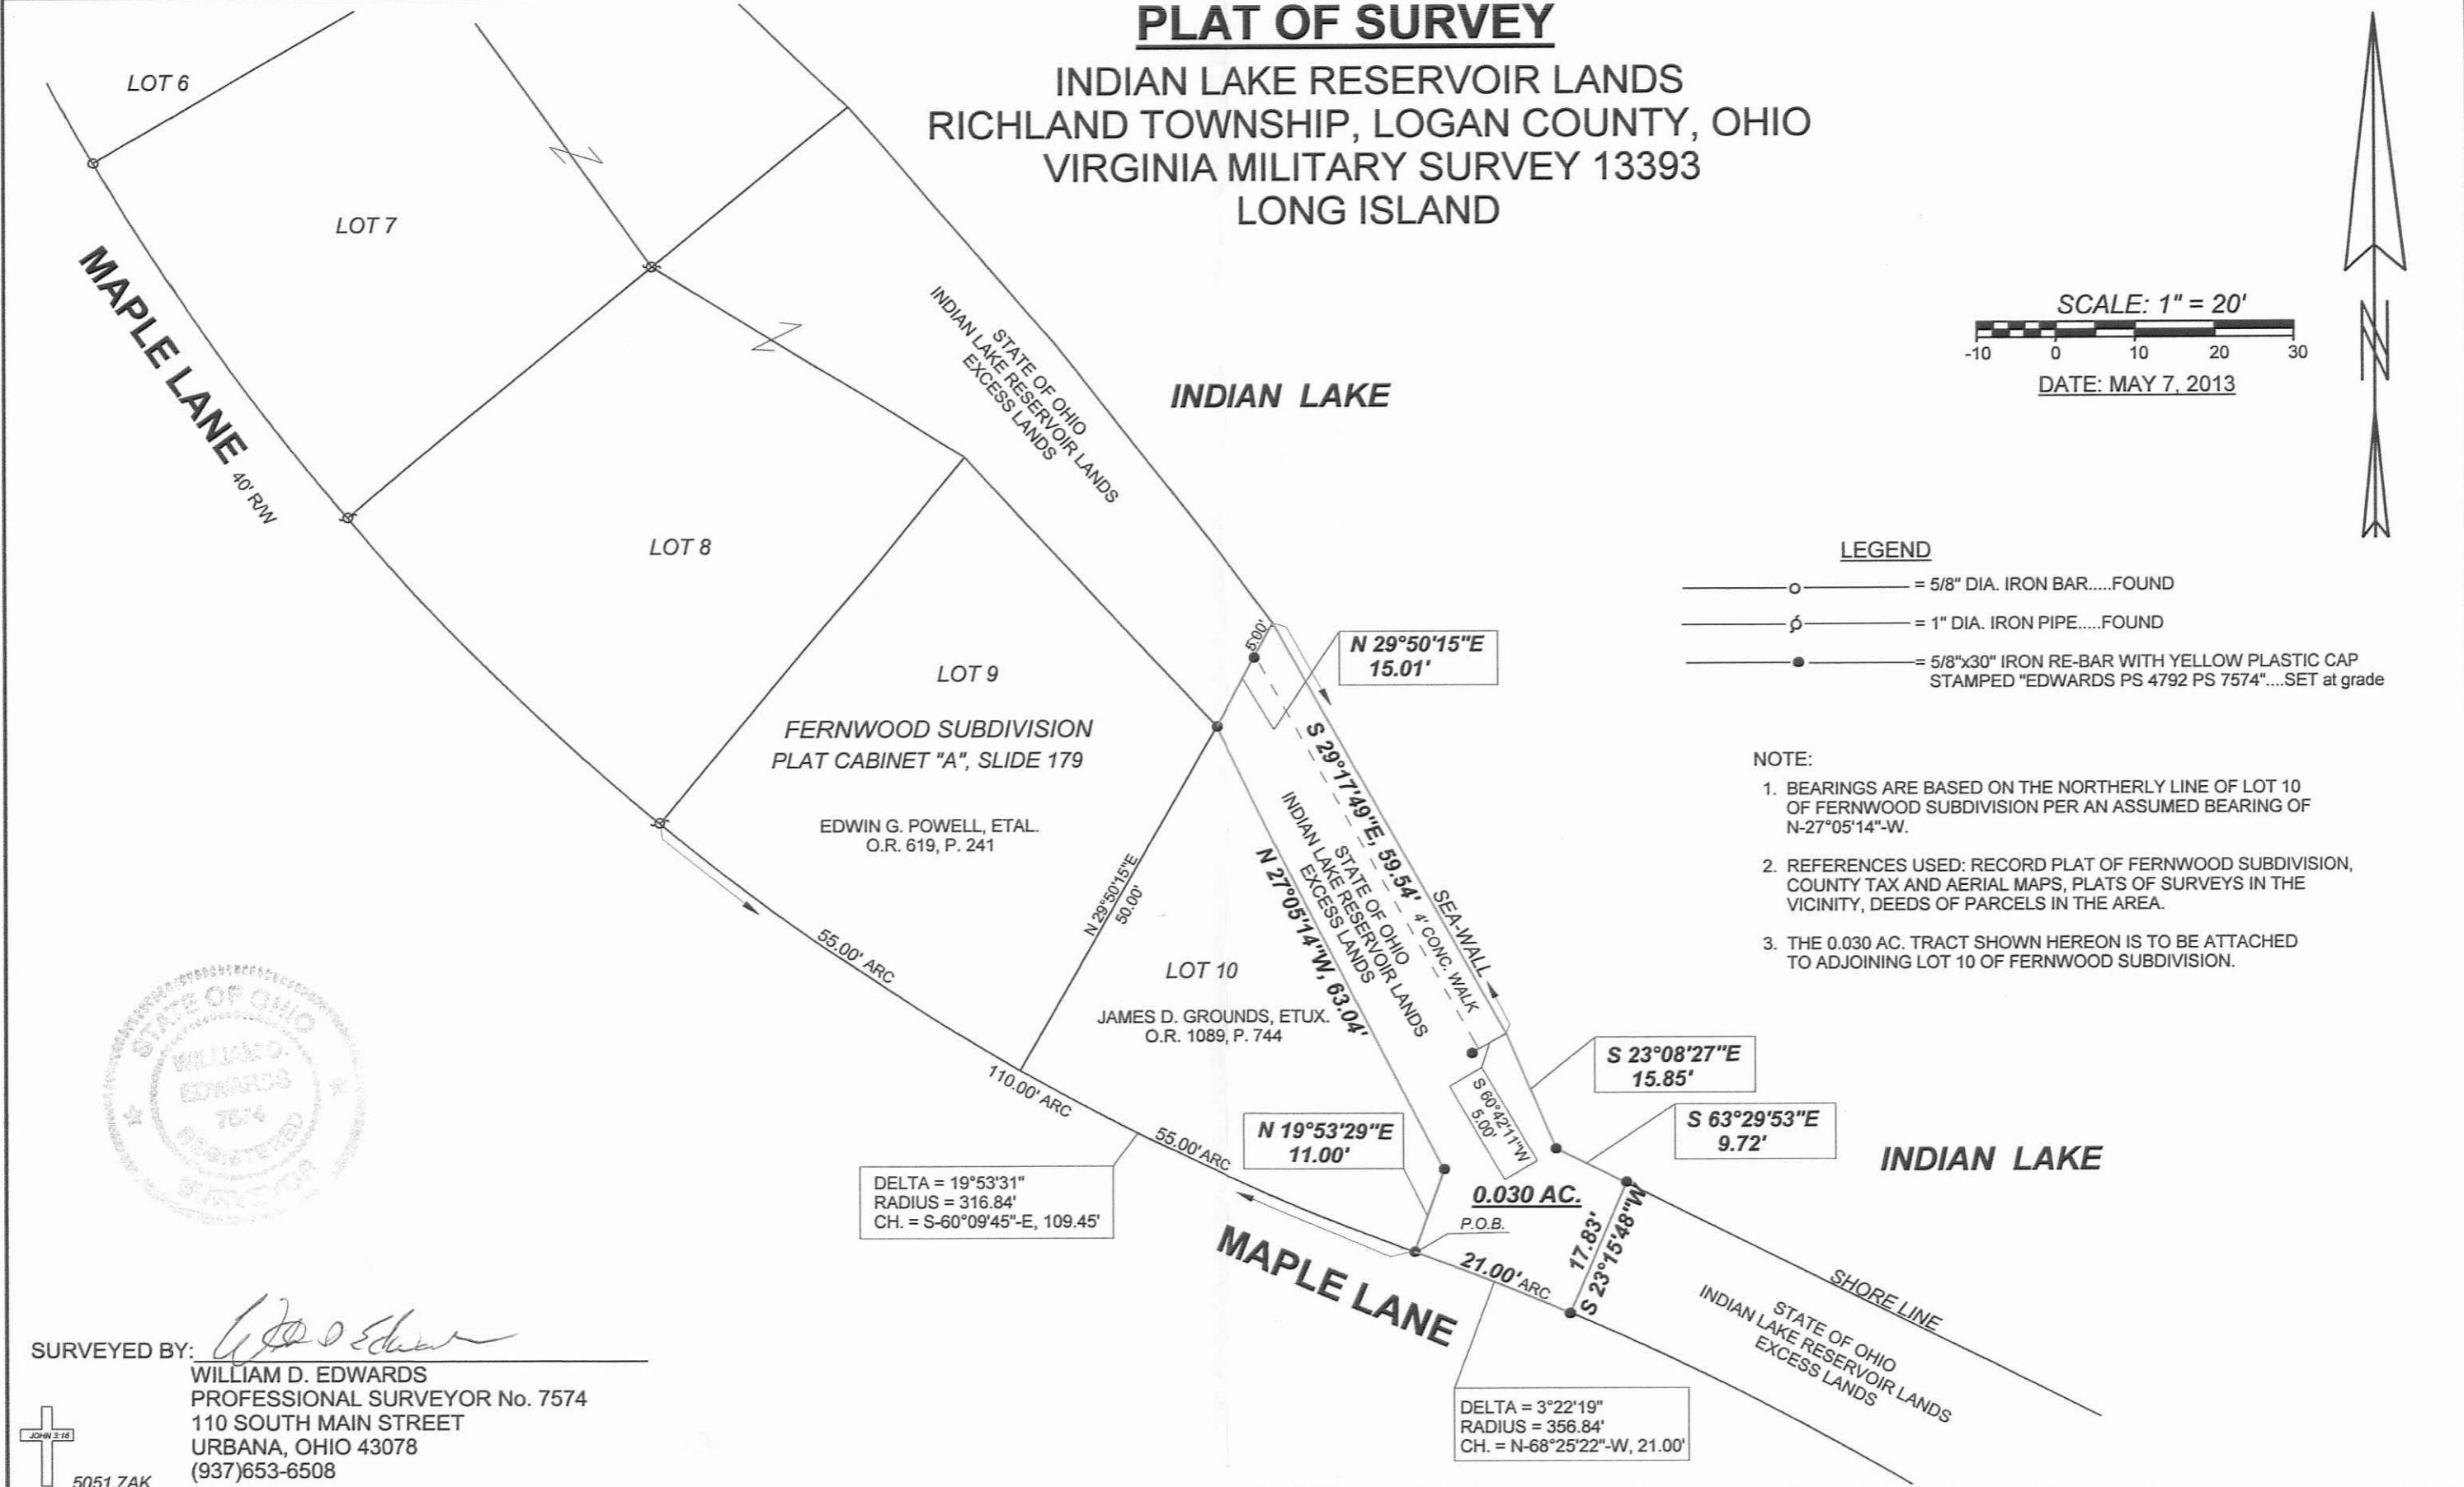 PLAT OF SURVEY
INDIAN LAKE RESERVOIR LANDS
RICHLAND TOWNSHIP, LOGAN COUNTY, OHIO
VIRGINIA MILITARY SURVEY 13393
LONG ISLAND
LOT 6
LOT 7
MAPLE LANE
40' R/W
LOT 8
STATE OF OHIO
INDIAN LAKE RESERVOIR LANDS
EXCESS LANDS
INDIAN LAKE
SCALE: 1" = 20'
-10 0 10 20 30
DATE: MAY 7, 2013
N
LEGEND
= 5/8" DIA. IRON BAR.....FOUND
= 1" DIA. IRON PIPE.....FOUND
= 5/8"x30" IRON RE-BAR WITH YELLOW PLASTIC CAP
STAMPED "EDWARDS PS 4792 PS 7574"....SET at grade
NOTE:
1. BEARINGS ARE BASED ON THE NORTHERLY LINE OF LOT 10
OF FERNWOOD SUBDIVISION PER AN ASSUMED BEARING OF
N-27°05'14"-W.
2. REFERENCES USED: RECORD PLAT OF FERNWOOD SUBDIVISION,
COUNTY TAX AND AERIAL MAPS, PLATS OF SURVEYS IN THE
VICINITY, DEEDS OF PARCELS IN THE AREA.
3. THE 0.030 AC. TRACT SHOWN HEREON IS TO BE ATTACHED
TO ADJOINING LOT 10 OF FERNWOOD SUBDIVISION.
5.00'
N 29°50'15"E
15.01'
LOT 9
FERNWOOD SUBDIVISION
PLAT CABINET "A", SLIDE 179
EDWIN G. POWELL, ETAL.
O.R. 619, P. 241
N 29°50'15"E
50.00'
S 29°17'49"E, 59.54'
SEA-WALL
4' CONC. WALK
STATE OF OHIO
INDIAN LAKE RESERVOIR LANDS
EXCESS LANDS
N 27°05'14"W, 63.04'
LOT 10
JAMES D. GROUNDS, ETUX.
O.R. 1089, P. 744
55.00' ARC
110.00' ARC
55.00' ARC
DELTA = 19°53'31"
RADIUS = 316.84'
CH. = S-60°09'45"-E, 109.45'
N 19°53'29"E
11.00'
S 60°42'11"W
5.00'
S 23°08'27"E
15.85'
S 63°29'53"E
9.72'
0.030 AC.
P.O.B.
17.83'
S 23°15'48"W
21.00' ARC
MAPLE LANE
DELTA = 3°22'19"
RADIUS = 356.84'
CH. = N-68°25'22"-W, 21.00'
INDIAN LAKE
SHORE LINE
STATE OF OHIO
INDIAN LAKE RESERVOIR LANDS
EXCESS LANDS
STATE OF OHIO
WILLIAM D.
EDWARDS
7574
REGISTERED
SURVEYOR
SURVEYED BY:
WILLIAM D. EDWARDS
PROFESSIONAL SURVEYOR No. 7574
110 SOUTH MAIN STREET
URBANA, OHIO 43078
(937)653-6508
JOHN 3:16
5051 ZAK